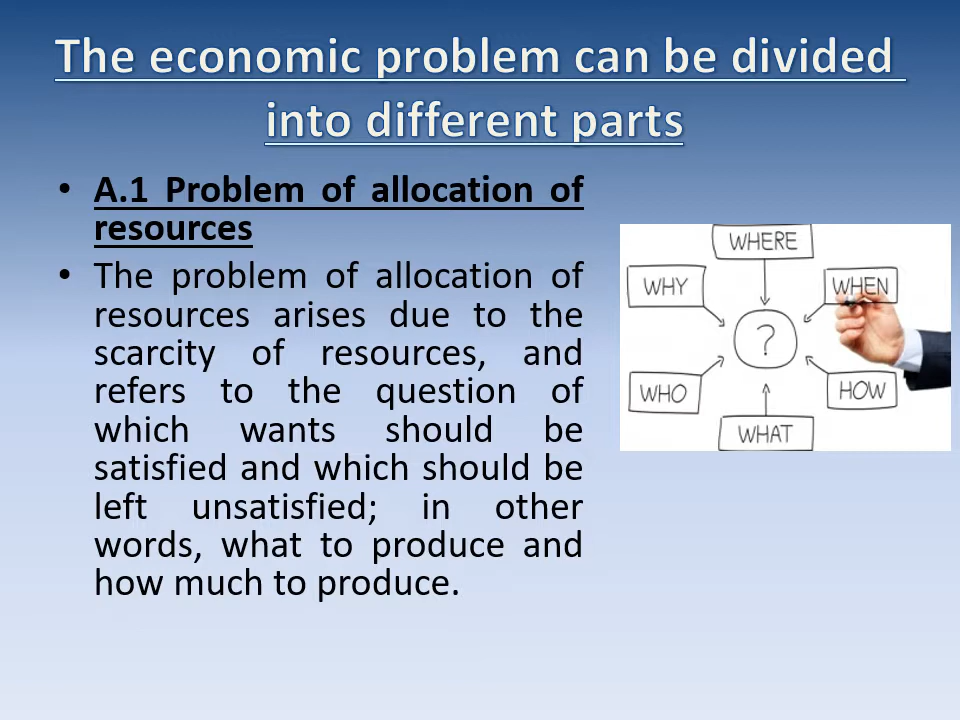 The economic problem can be divided
into different parts
• A.1 Problem of allocation of
resources
• The problem of allocation of
resources arises due to the
scarcity of resources, and
refers to the question of
which wants should be
satisfied and which should be
left unsatisfied; in other
words, what to produce and
how much to produce.
WHERE
WHY
WHEN
?
WHO
HOW
WHAT